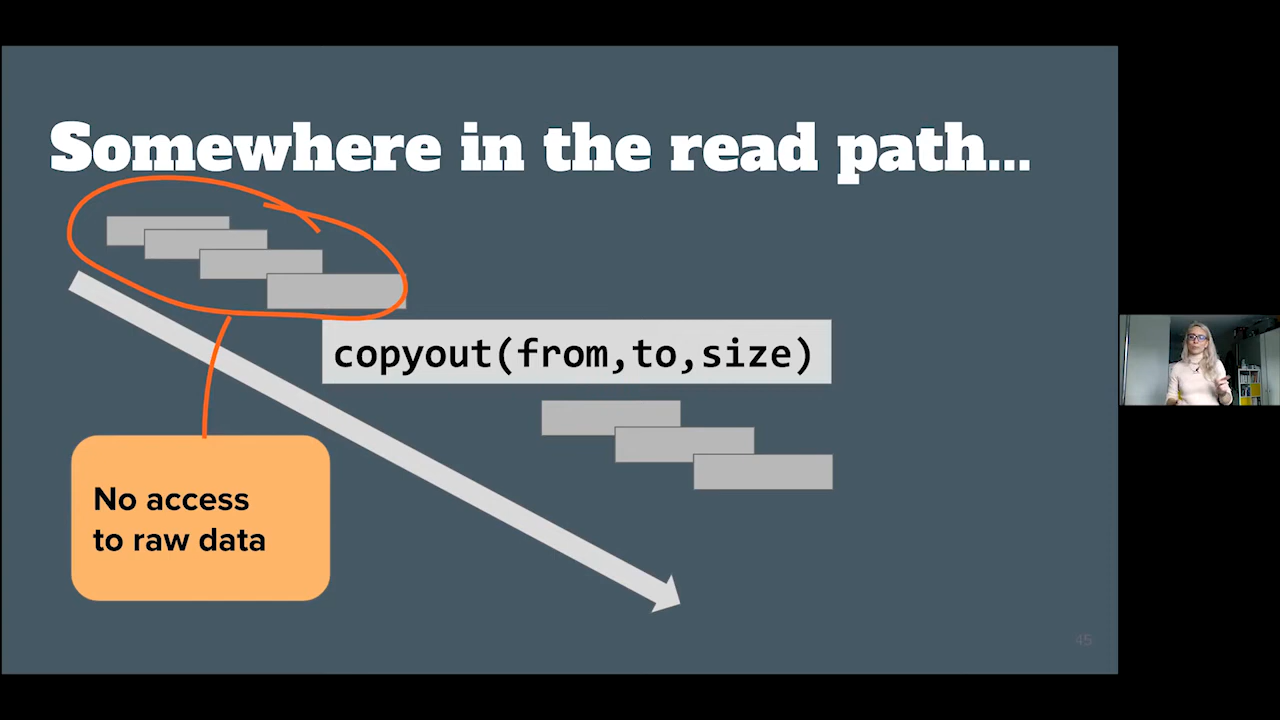 Somewhere in the read path...
copyout(from,to,size)
No access
to raw data
45